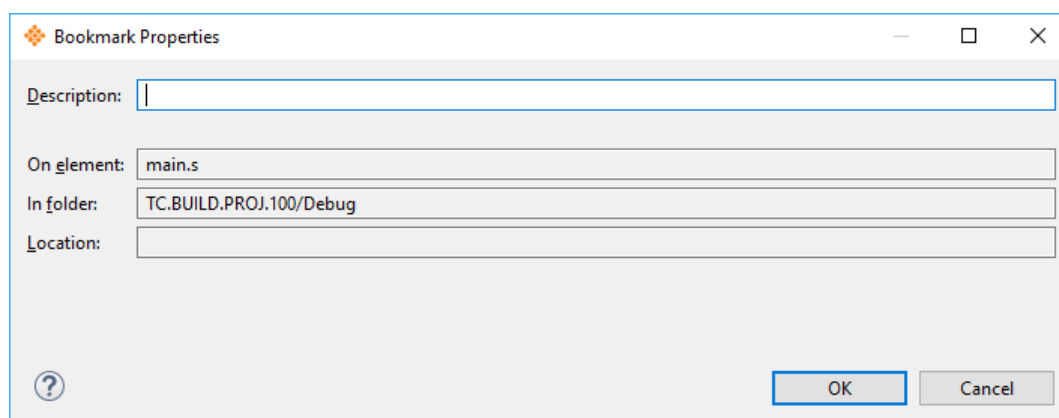 Bookmark Properties
Description:
On element: main.s
In folder: TC.BUILD.PROJ.100/Debug
Location:
? OK Cancel